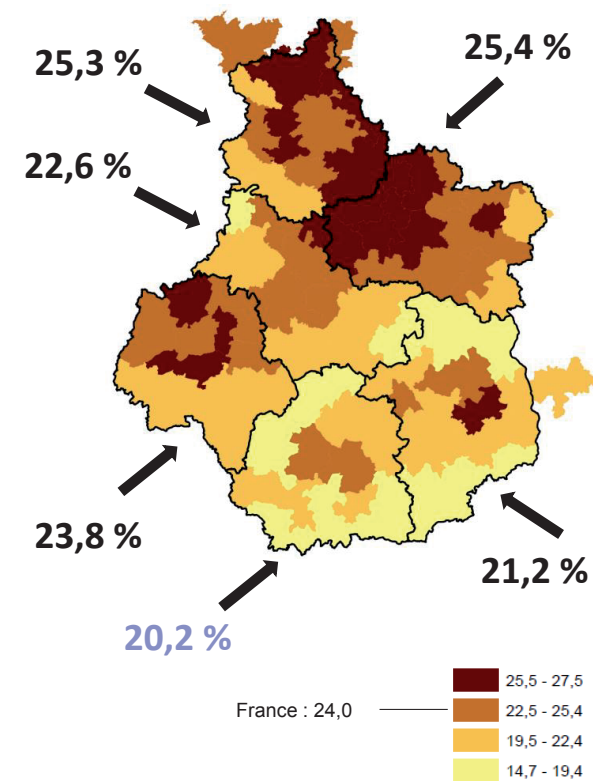 25,4 %
25,3 %
22,6 %
23,8 %
21,2 %
20,2 %
25,5 - 27,5
France : 24,0
22,5 - 25,4
19,5 - 22,4
14,7 - 19,4